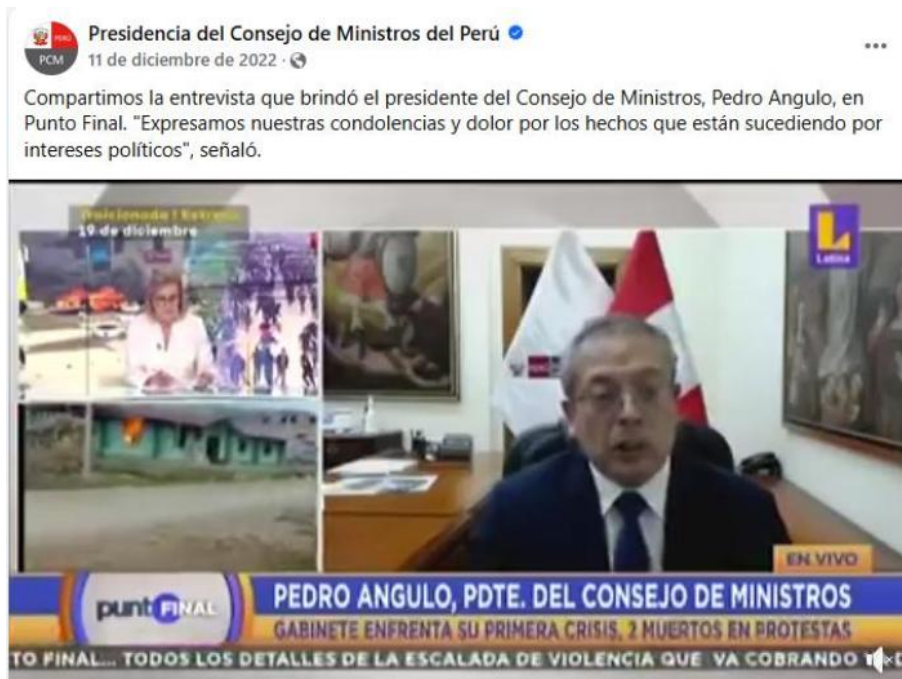 Presidencia del Consejo de Ministros del Perú
PERÚ
PCM
11 de diciembre de 2022 ·
Compartimos la entrevista que brindó el presidente del Consejo de Ministros, Pedro Angulo, en
Punto Final. "Expresamos nuestras condolencias y dolor por los hechos que están sucediendo por
intereses políticos", señaló.
19 de diciembre
Latina
PERÚ
EN VIVO
punto FINAL
PEDRO ANGULO, PDTE. DEL CONSEJO DE MINISTROS
GABINETE ENFRENTA SU PRIMERA CRISIS, 2 MUERTOS EN PROTESTAS
TO FINAL... TODOS LOS DETALLES DE LA ESCALADA DE VIOLENCIA QUE VA COBRANDO